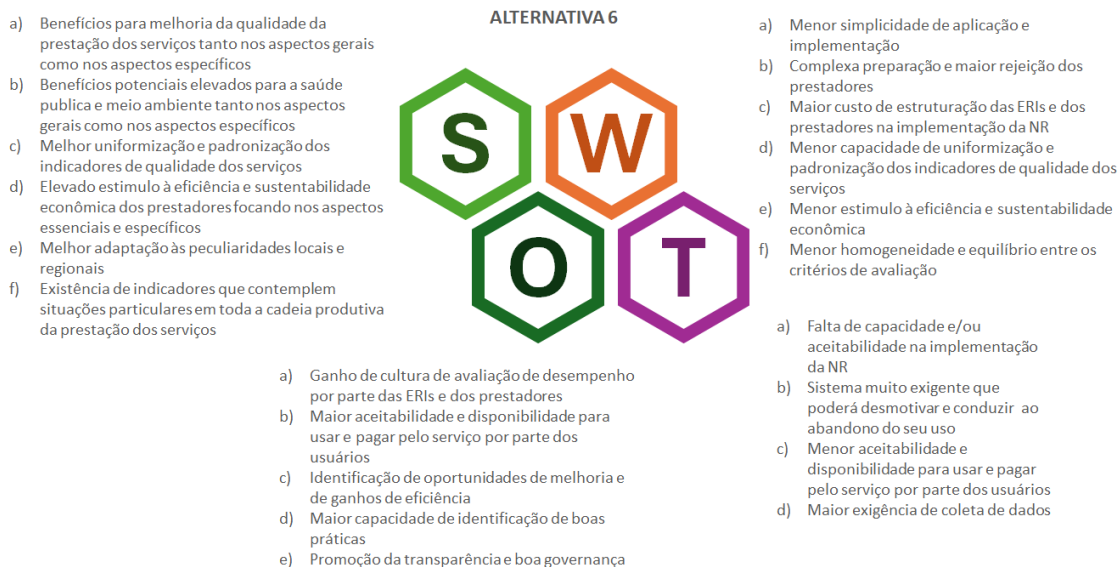 ALTERNATIVA 6
a) Benefícios para melhoria da qualidade da
prestação dos serviços tanto nos aspectos gerais
como nos aspectos específicos
b) Benefícios potenciais elevados para a saúde
publica e meio ambiente tanto nos aspectos
gerais como nos aspectos específicos
c) Melhor uniformização e padronização dos
indicadores de qualidade dos serviços
d) Elevado estimulo à eficiência e sustentabilidade
econômica dos prestadores focando nos aspectos
essenciais e específicos
e) Melhor adaptação às peculiaridades locais e
regionais
f) Existência de indicadores que contemplem
situações particulares em toda a cadeia produtiva
da prestação dos serviços
S
W
O
T
a) Menor simplicidade de aplicação e
implementação
b) Complexa preparação e maior rejeição dos
prestadores
c) Maior custo de estruturação das ERIs e dos
prestadores na implementação da NR
d) Menor capacidade de uniformização e
padronização dos indicadores de qualidade dos
serviços
e) Menor estimulo à eficiência e sustentabilidade
econômica
f) Menor homogeneidade e equilíbrio entre os
critérios de avaliação
a) Ganho de cultura de avaliação de desempenho
por parte das ERIs e dos prestadores
b) Maior aceitabilidade e disponibilidade para
usar e pagar pelo serviço por parte dos
usuários
c) Identificação de oportunidades de melhoria e
de ganhos de eficiência
d) Maior capacidade de identificação de boas
práticas
e) Promoção da transparência e boa governança
a) Falta de capacidade e/ou
aceitabilidade na implementação
da NR
b) Sistema muito exigente que
poderá desmotivar e conduzir ao
abandono do seu uso
c) Menor aceitabilidade e
disponibilidade para usar e pagar
pelo serviço por parte dos usuários
d) Maior exigência de coleta de dados